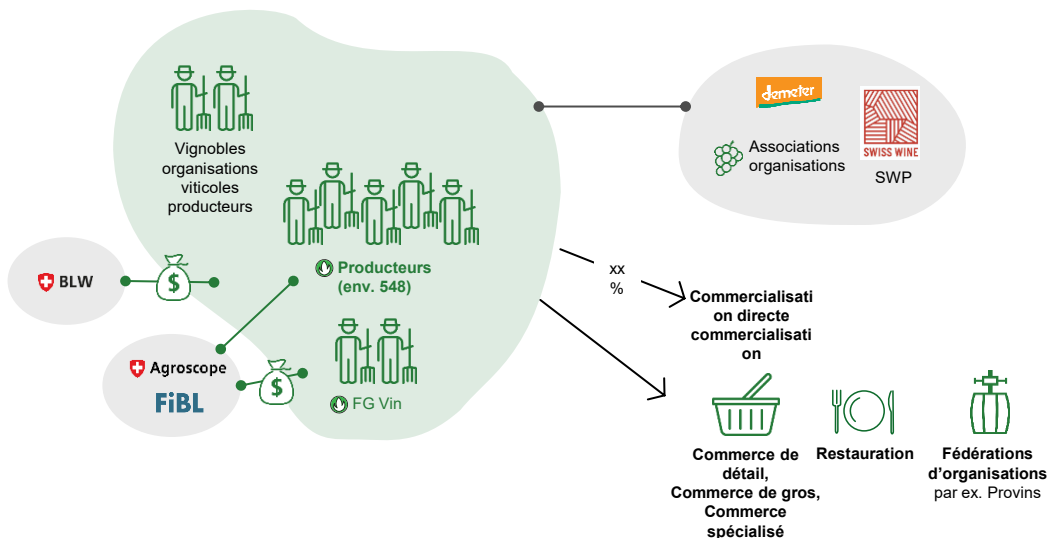 Vignobles
organisations
viticoles
producteurs
Producteurs
(env. 548)
FG Vin
BLW
$
Agroscope
FiBL
$
demeter
Associations
organisations
SWISS WINE
SWP
xx
%
Commercialisati
on directe
commercialisati
on
Commerce de
détail,
Commerce de gros,
Commerce
spécialisé
Restauration
Fédérations
d’organisations
par ex. Provins